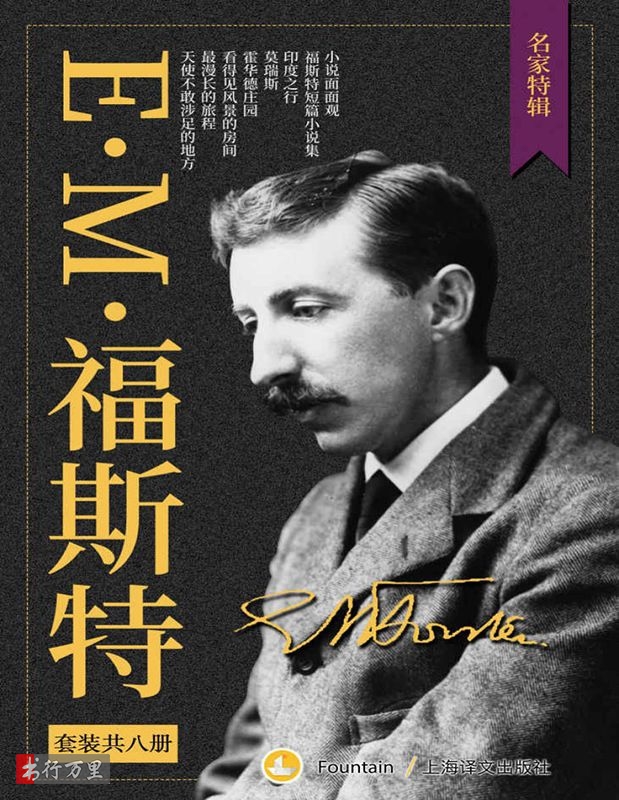 名家特辑
小说面面观
福斯特短篇小说集
印度之行
莫瑞斯
霍华德庄园
看得见风景的房间
最漫长的旅程
天使不敢涉足的地方
E·M·福斯特
EMForster
套装共八册
书行万里
Fountain / 上海译文出版社